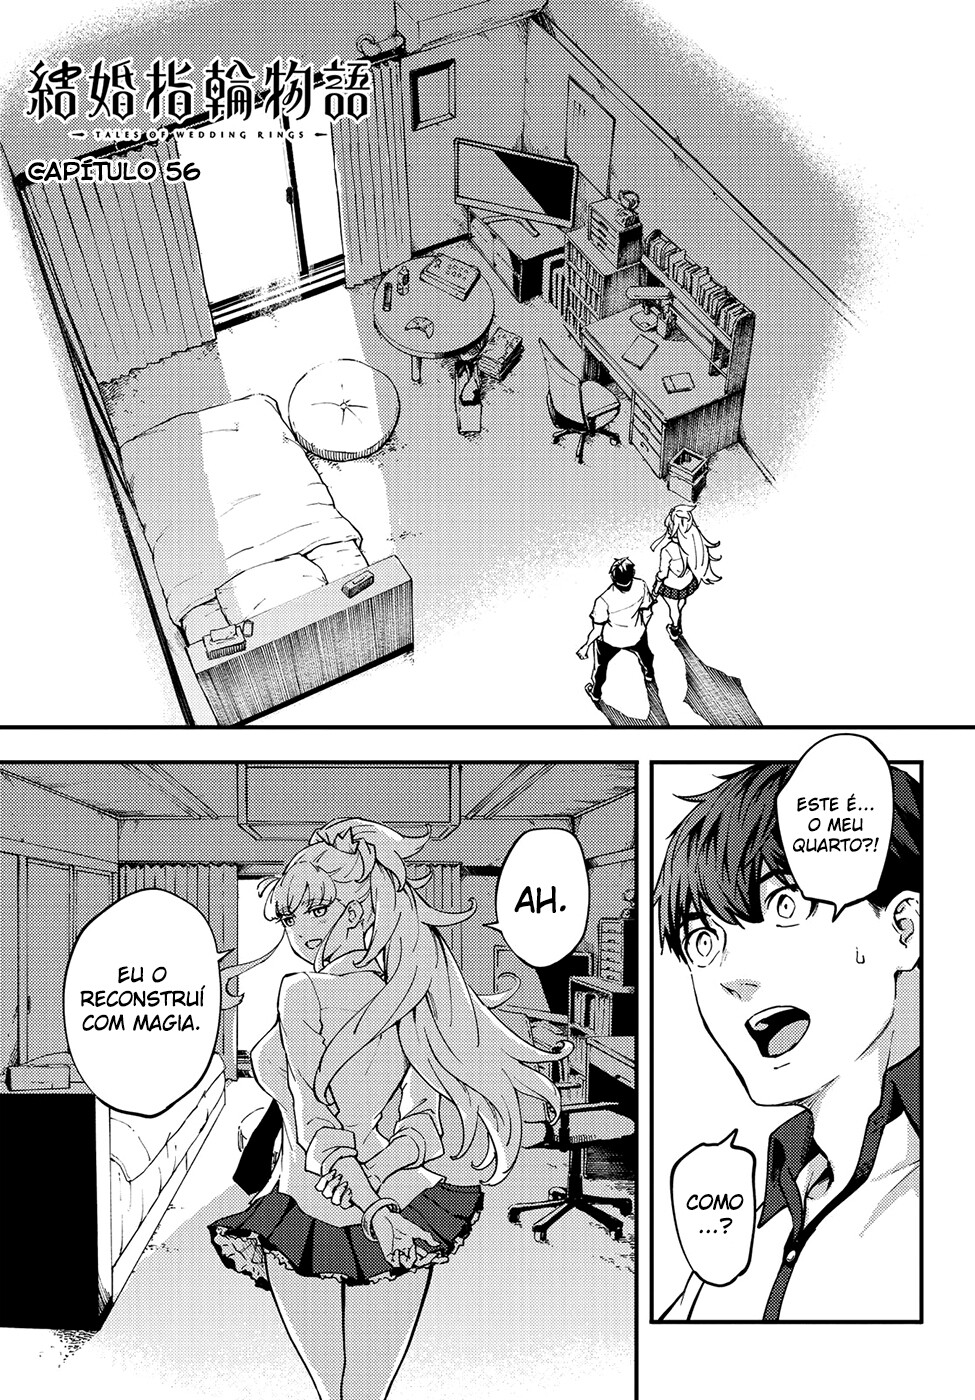 結婚指輪物語
TALES OF WEDDING RINGS
CAPÍTULO 56
ESTE É...
O MEU
QUARTO?!
COMO
...?
AH.
EU O
RECONSTRUÍ
COM MAGIA.